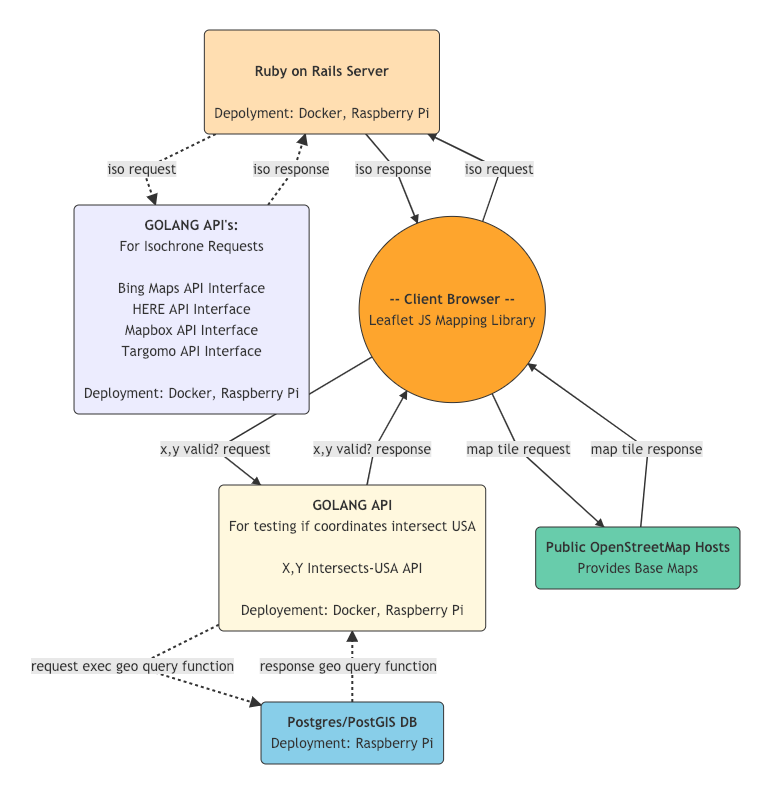 Ruby on Rails Server
Depolyment: Docker, Raspberry Pi
iso request
iso response
iso response
iso request
GOLANG API's:
For Isochrone Requests
Bing Maps API Interface
HERE API Interface
Mapbox API Interface
Targomo API Interface
Deployment: Docker, Raspberry Pi
-- Client Browser --
Leaflet JS Mapping Library
x,y valid? request
x,y valid? response
map tile request
map tile response
GOLANG API
For testing if coordinates intersect USA
X,Y Intersects-USA API
Deployement: Docker, Raspberry Pi
Public OpenStreetMap Hosts
Provides Base Maps
request exec geo query function
response geo query function
Postgres/PostGIS DB
Deployment: Raspberry Pi